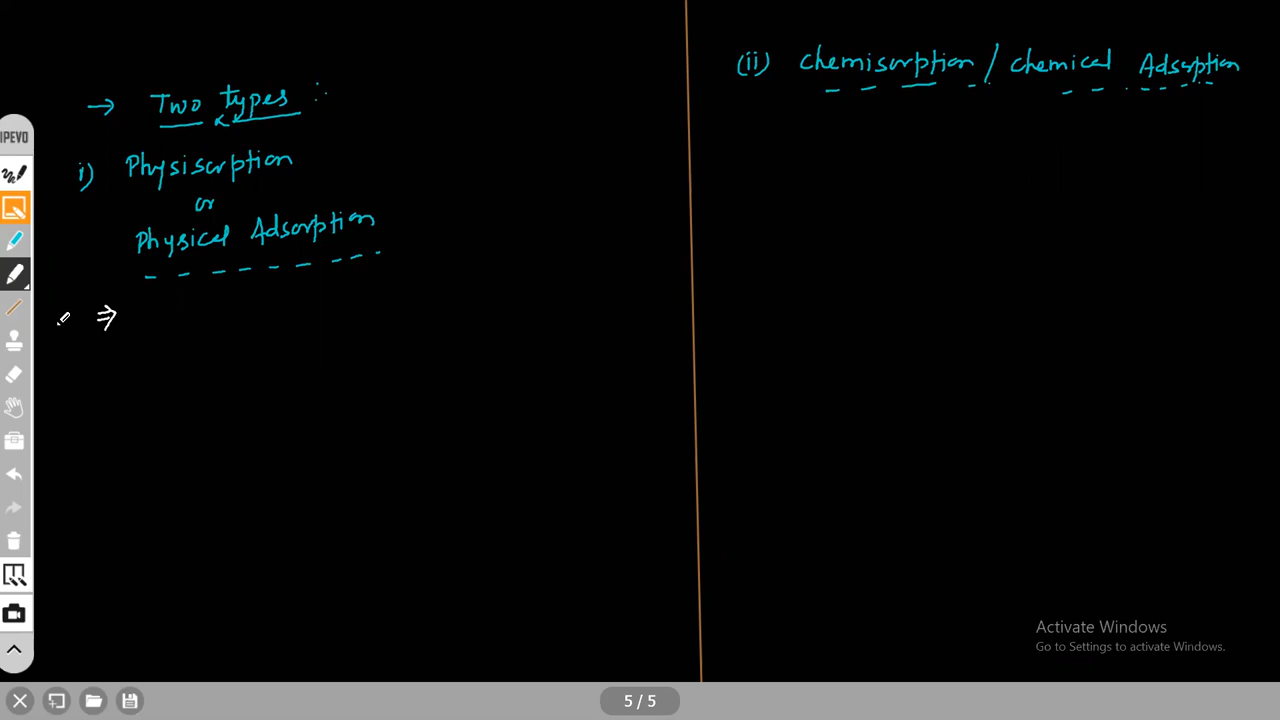 → Two types :
i) Physisorption
or
Physical Adsorption
⇒
(ii) chemisorption / chemical Adsorption
IPEVO
Activate Windows
Go to Settings to activate Windows.
5 / 5